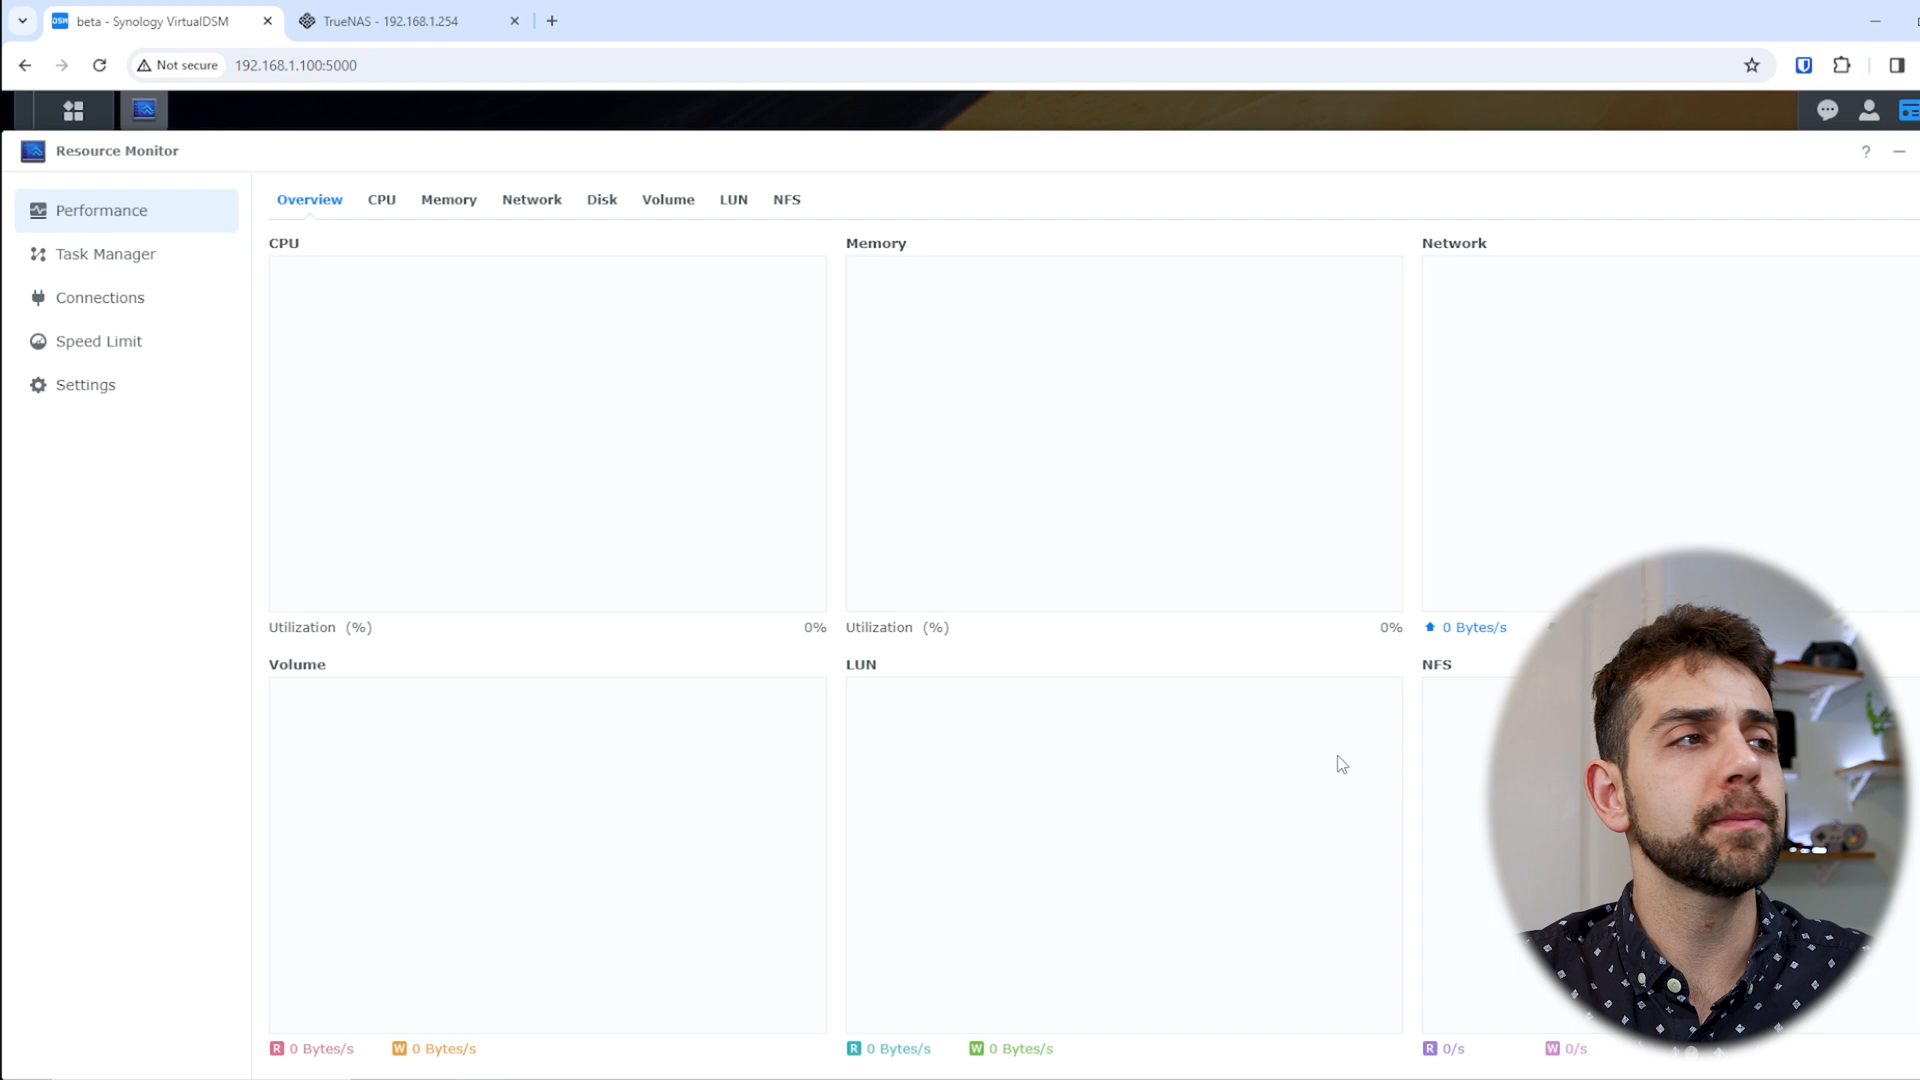 beta - Synology VirtualDSM
TrueNAS - 192.168.1.254
Not secure
192.168.1.100:5000
Resource Monitor
Performance
Task Manager
Connections
Speed Limit
Settings
Overview CPU Memory Network Disk Volume LUN NFS
CPU
Utilization (%) 0%
Memory
Utilization (%) 0%
Network
0 Bytes/s
Volume
R 0 Bytes/s W 0 Bytes/s
LUN
R 0 Bytes/s W 0 Bytes/s
NFS
R 0/s W 0/s